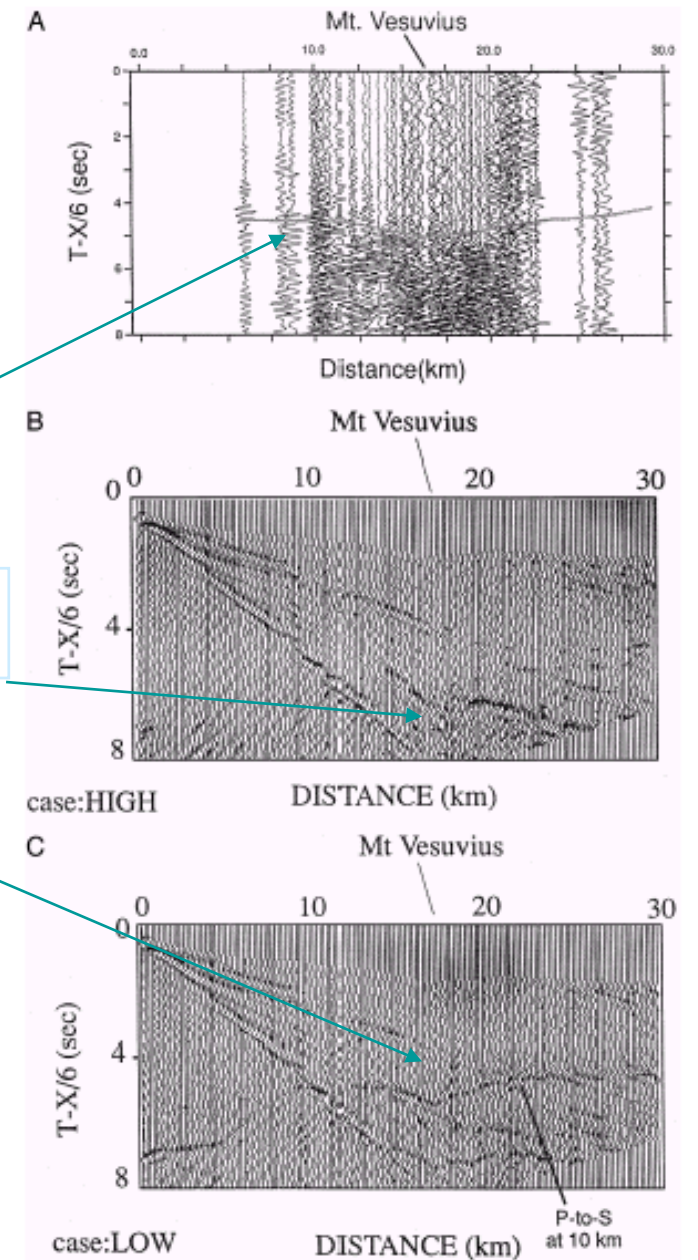 A
Mt. Vesuvius
0.0 10.0 20.0 30.0
0
2
4
6
8
T-X/6 (sec)
Distance(km)
B
Mt Vesuvius
0 10 20 30
0
4
8
T-X/6 (sec)
case:HIGH
DISTANCE (km)
C
Mt Vesuvius
0 10 20 30
0
4
8
T-X/6 (sec)
P-to-S
at 10 km
case:LOW
DISTANCE (km)